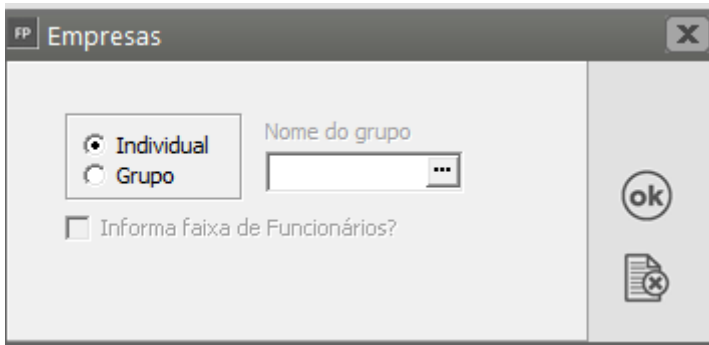 FP Empresas
Individual
Grupo
Nome do grupo
...
Informa faixa de Funcionários?
ok